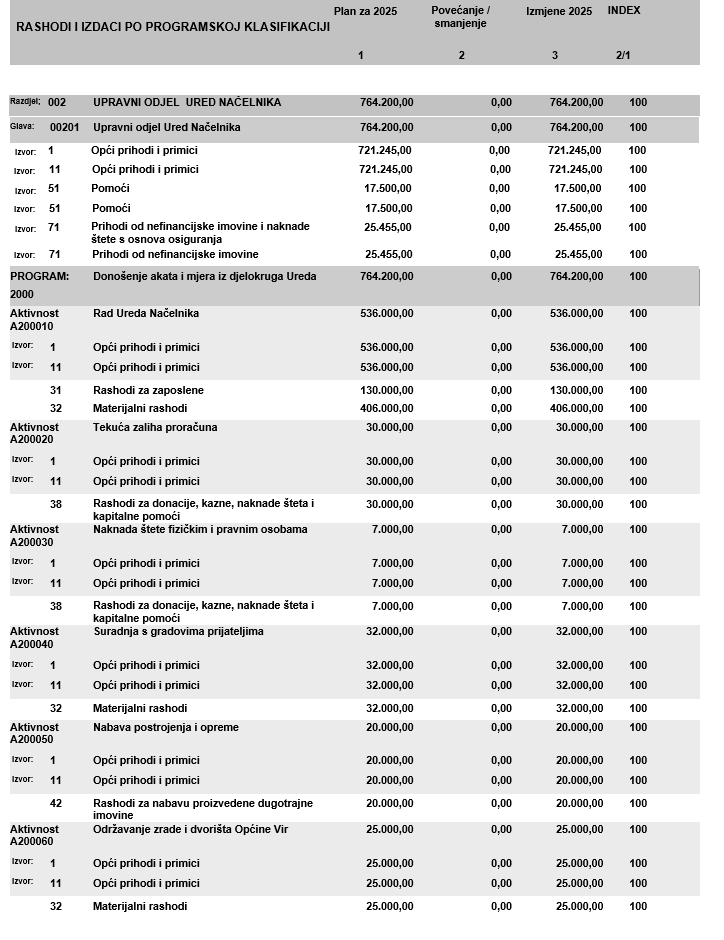 RASHODI I IZDACI PO PROGRAMSKOJ KLASIFIKACIJI Plan za 2025 Povećanje / smanjenje Izmjene 2025 INDEX
1 2 3 2/1
Razdjel: 002 UPRAVNI ODJEL URED NAČELNIKA 764.200,00 0,00 764.200,00 100
Glava: 00201 Upravni odjel Ured Načelnika 764.200,00 0,00 764.200,00 100
Izvor: 1 Opći prihodi i primici 721.245,00 0,00 721.245,00 100
Izvor: 11 Opći prihodi i primici 721.245,00 0,00 721.245,00 100
Izvor: 51 Pomoći 17.500,00 0,00 17.500,00 100
Izvor: 51 Pomoći 17.500,00 0,00 17.500,00 100
Izvor: 71 Prihodi od nefinancijske imovine i naknade 25.455,00 0,00 25.455,00 100
štete s osnova osiguranja
Izvor: 71 Prihodi od nefinancijske imovine 25.455,00 0,00 25.455,00 100
PROGRAM: Donošenje akata i mjera iz djelokruga Ureda 764.200,00 0,00 764.200,00 100
2000
Aktivnost Rad Ureda Načelnika 536.000,00 0,00 536.000,00 100
A200010
Izvor: 1 Opći prihodi i primici 536.000,00 0,00 536.000,00 100
Izvor: 11 Opći prihodi i primici 536.000,00 0,00 536.000,00 100
31 Rashodi za zaposlene 130.000,00 0,00 130.000,00 100
32 Materijalni rashodi 406.000,00 0,00 406.000,00 100
Aktivnost Tekuća zaliha proračuna 30.000,00 0,00 30.000,00 100
A200020
Izvor: 1 Opći prihodi i primici 30.000,00 0,00 30.000,00 100
Izvor: 11 Opći prihodi i primici 30.000,00 0,00 30.000,00 100
38 Rashodi za donacije, kazne, naknade šteta i 30.000,00 0,00 30.000,00 100
kapitalne pomoći
Aktivnost Naknada štete fizičkim i pravnim osobama 7.000,00 0,00 7.000,00 100
A200030
Izvor: 1 Opći prihodi i primici 7.000,00 0,00 7.000,00 100
Izvor: 11 Opći prihodi i primici 7.000,00 0,00 7.000,00 100
38 Rashodi za donacije, kazne, naknade šteta i 7.000,00 0,00 7.000,00 100
kapitalne pomoći
Aktivnost Suradnja s gradovima prijateljima 32.000,00 0,00 32.000,00 100
A200040
Izvor: 1 Opći prihodi i primici 32.000,00 0,00 32.000,00 100
Izvor: 11 Opći prihodi i primici 32.000,00 0,00 32.000,00 100
32 Materijalni rashodi 32.000,00 0,00 32.000,00 100
Aktivnost Nabava postrojenja i opreme 20.000,00 0,00 20.000,00 100
A200050
Izvor: 1 Opći prihodi i primici 20.000,00 0,00 20.000,00 100
Izvor: 11 Opći prihodi i primici 20.000,00 0,00 20.000,00 100
42 Rashodi za nabavu proizvedene dugotrajne 20.000,00 0,00 20.000,00 100
imovine
Aktivnost Održavanje zrade i dvorišta Općine Vir 25.000,00 0,00 25.000,00 100
A200060
Izvor: 1 Opći prihodi i primici 25.000,00 0,00 25.000,00 100
Izvor: 11 Opći prihodi i primici 25.000,00 0,00 25.000,00 100
32 Materijalni rashodi 25.000,00 0,00 25.000,00 100